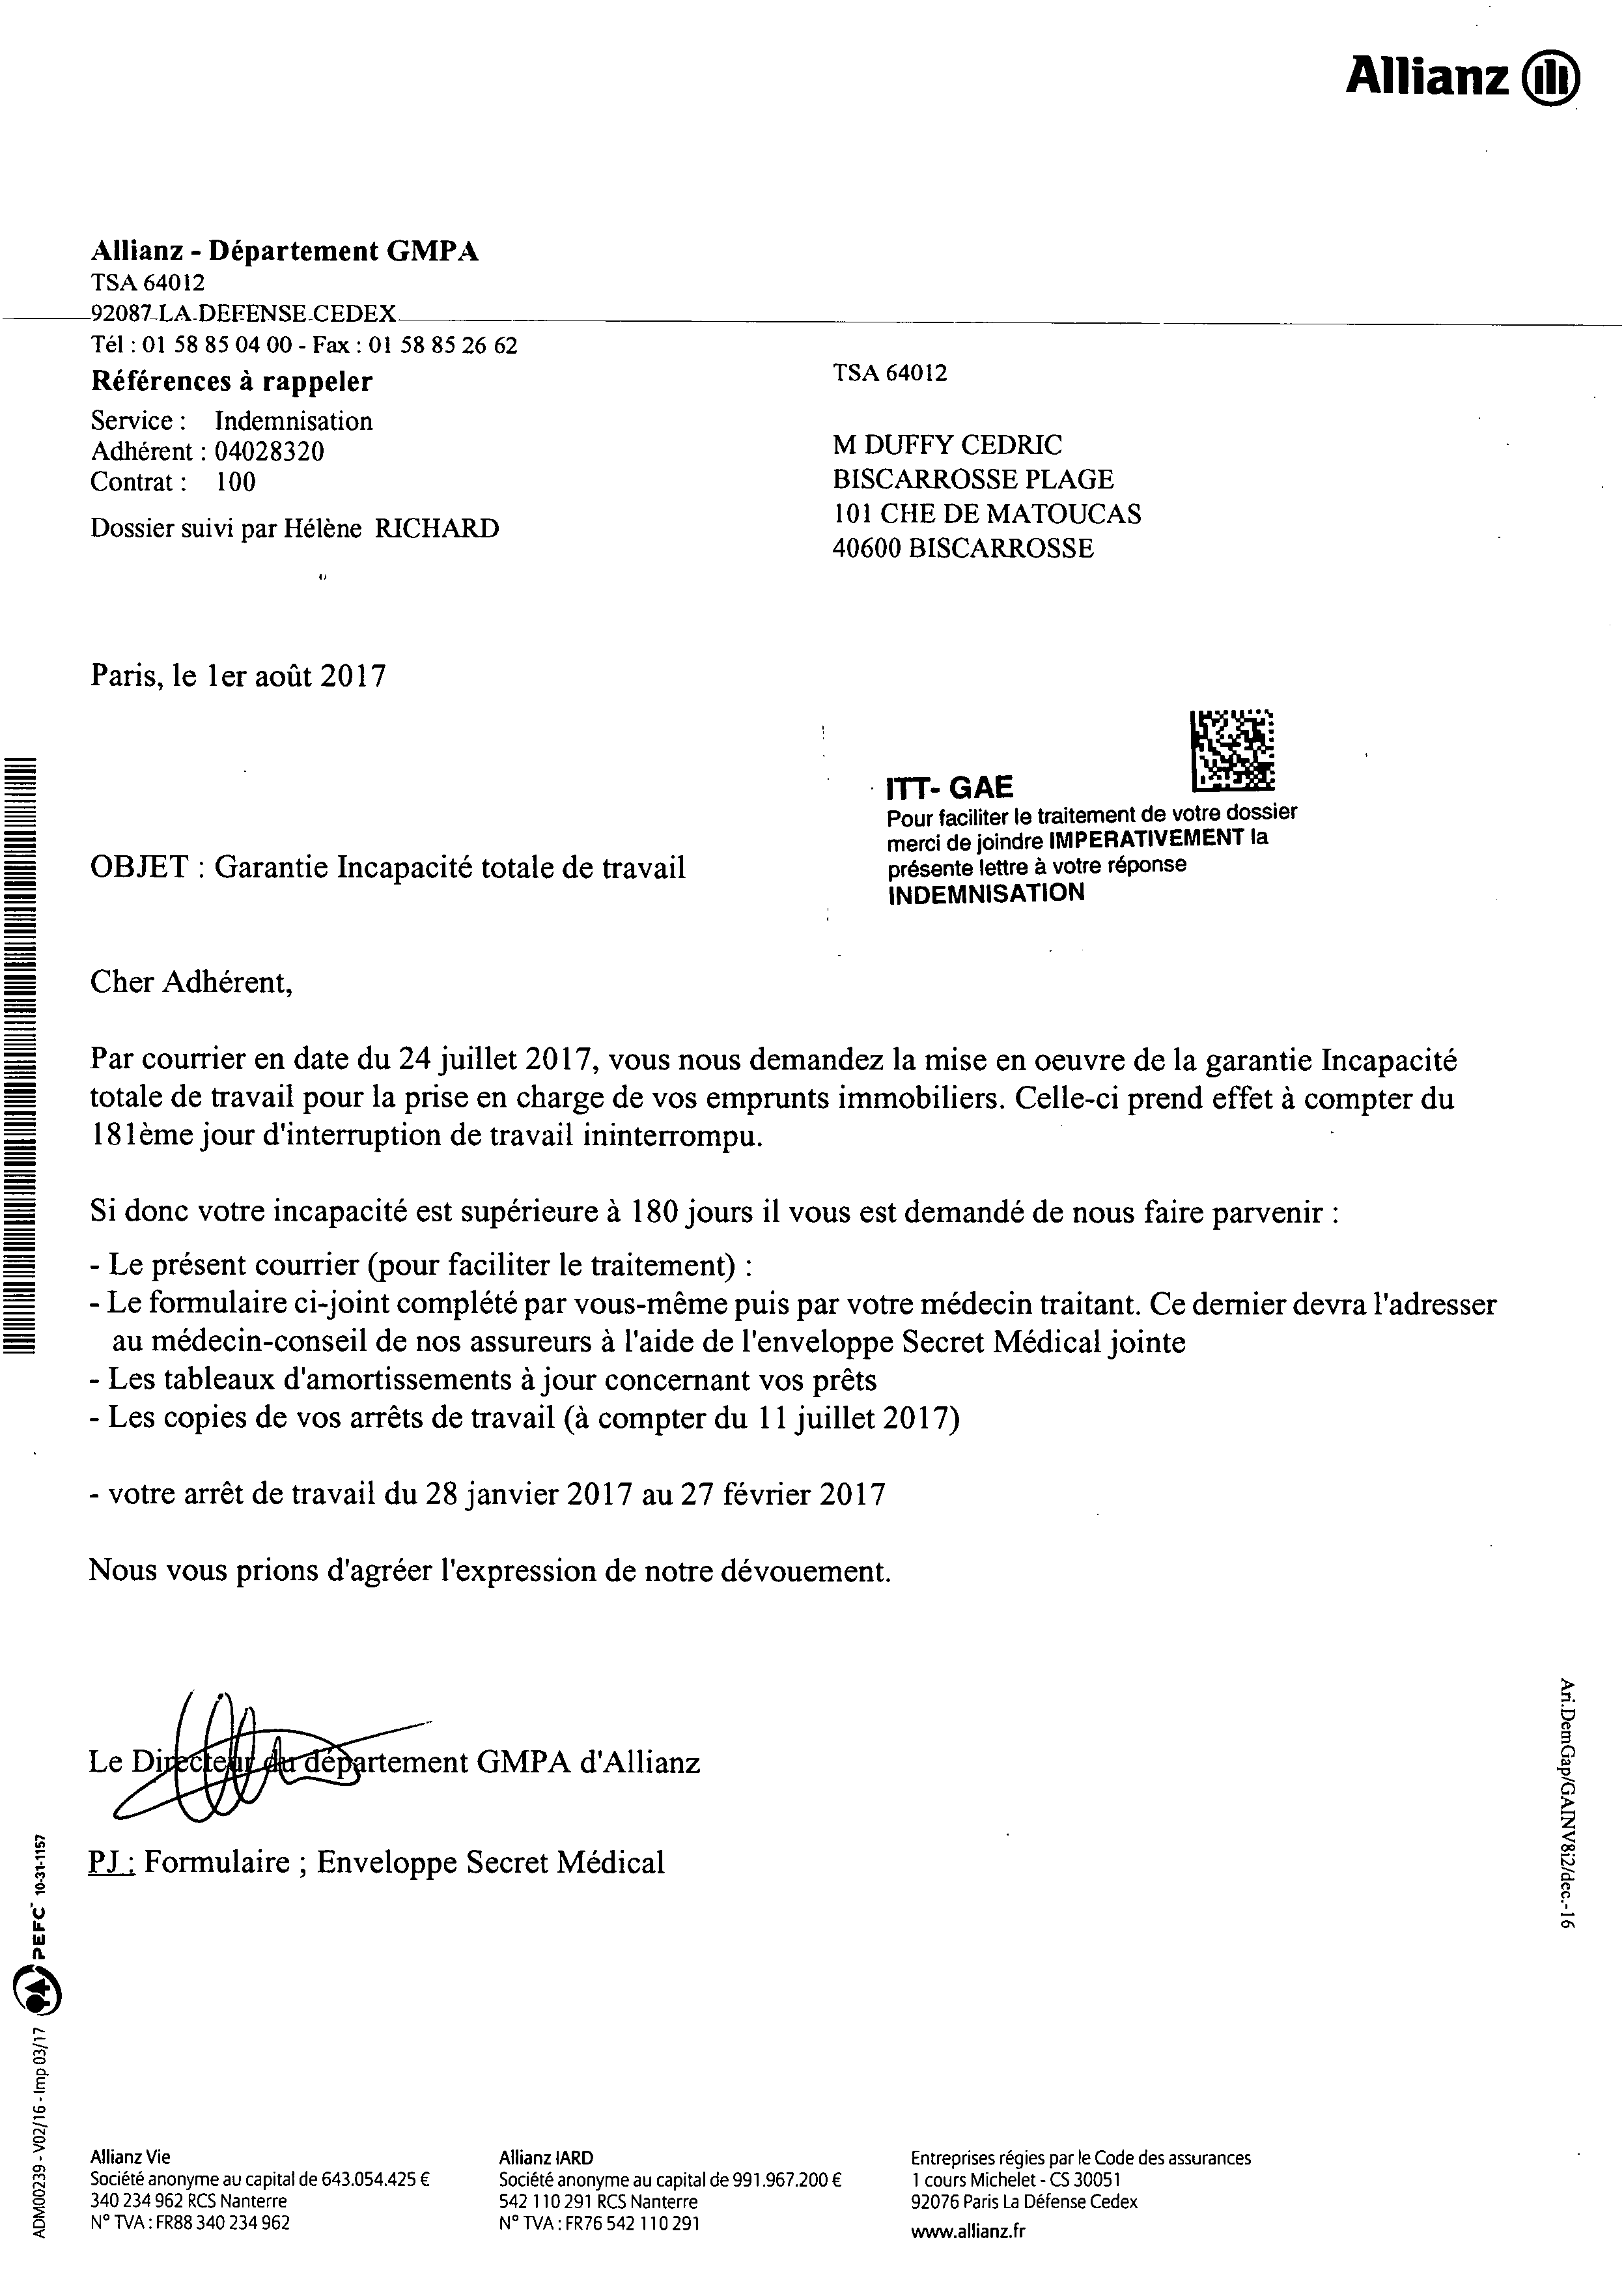 Allianz
Allianz - Département GMPA
TSA 64012
92087 LA DEFENSE CEDEX
Tél : 01 58 85 04 00 - Fax : 01 58 85 26 62
Références à rappeler
Service : Indemnisation
Adhérent : 04028320
Contrat : 100
Dossier suivi par Hélène RICHARD
TSA 64012
M DUFFY CEDRIC
BISCARROSSE PLAGE
101 CHE DE MATOUCAS
40600 BISCARROSSE
Paris, le 1er août 2017
ITT- GAE
Pour faciliter le traitement de votre dossier
merci de joindre IMPERATIVEMENT la
présente lettre à votre réponse
INDEMNISATION
OBJET : Garantie Incapacité totale de travail
Cher Adhérent,
Par courrier en date du 24 juillet 2017, vous nous demandez la mise en oeuvre de la garantie Incapacité
totale de travail pour la prise en charge de vos emprunts immobiliers. Celle-ci prend effet à compter du
181ème jour d'interruption de travail ininterrompu.
Si donc votre incapacité est supérieure à 180 jours il vous est demandé de nous faire parvenir :
- Le présent courrier (pour faciliter le traitement) :
- Le formulaire ci-joint complété par vous-même puis par votre médecin traitant. Ce dernier devra l'adresser
au médecin-conseil de nos assureurs à l'aide de l'enveloppe Secret Médical jointe
- Les tableaux d'amortissements à jour concernant vos prêts
- Les copies de vos arrêts de travail (à compter du 11 juillet 2017)
- votre arrêt de travail du 28 janvier 2017 au 27 février 2017
Nous vous prions d'agréer l'expression de notre dévouement.
Le Directeur du département GMPA d'Allianz
PJ : Formulaire ; Enveloppe Secret Médical
Ari.DemGap/GAINV8i2/dec.-16
ADM00239 - V02/16 - Imp 03/17 PEFC 10-31-1157
Allianz Vie
Société anonyme au capital de 643.054.425 €
340 234 962 RCS Nanterre
N° TVA : FR88 340 234 962
Allianz IARD
Société anonyme au capital de 991.967.200 €
542 110 291 RCS Nanterre
N° TVA : FR76 542 110 291
Entreprises régies par le Code des assurances
1 cours Michelet - CS 30051
92076 Paris La Défense Cedex
www.allianz.fr